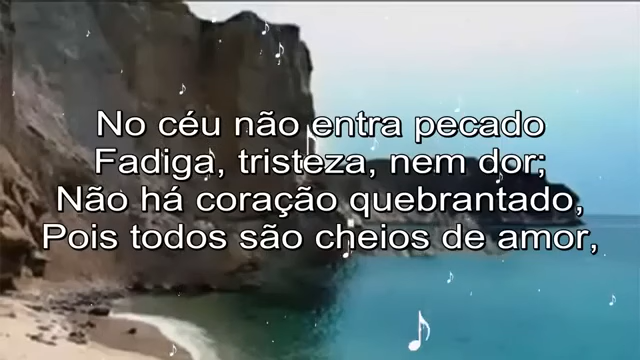 No céu não entra pecado
Fadiga, tristeza, nem dor;
Não há coração quebrantado,
Pois todos são cheios de amor,